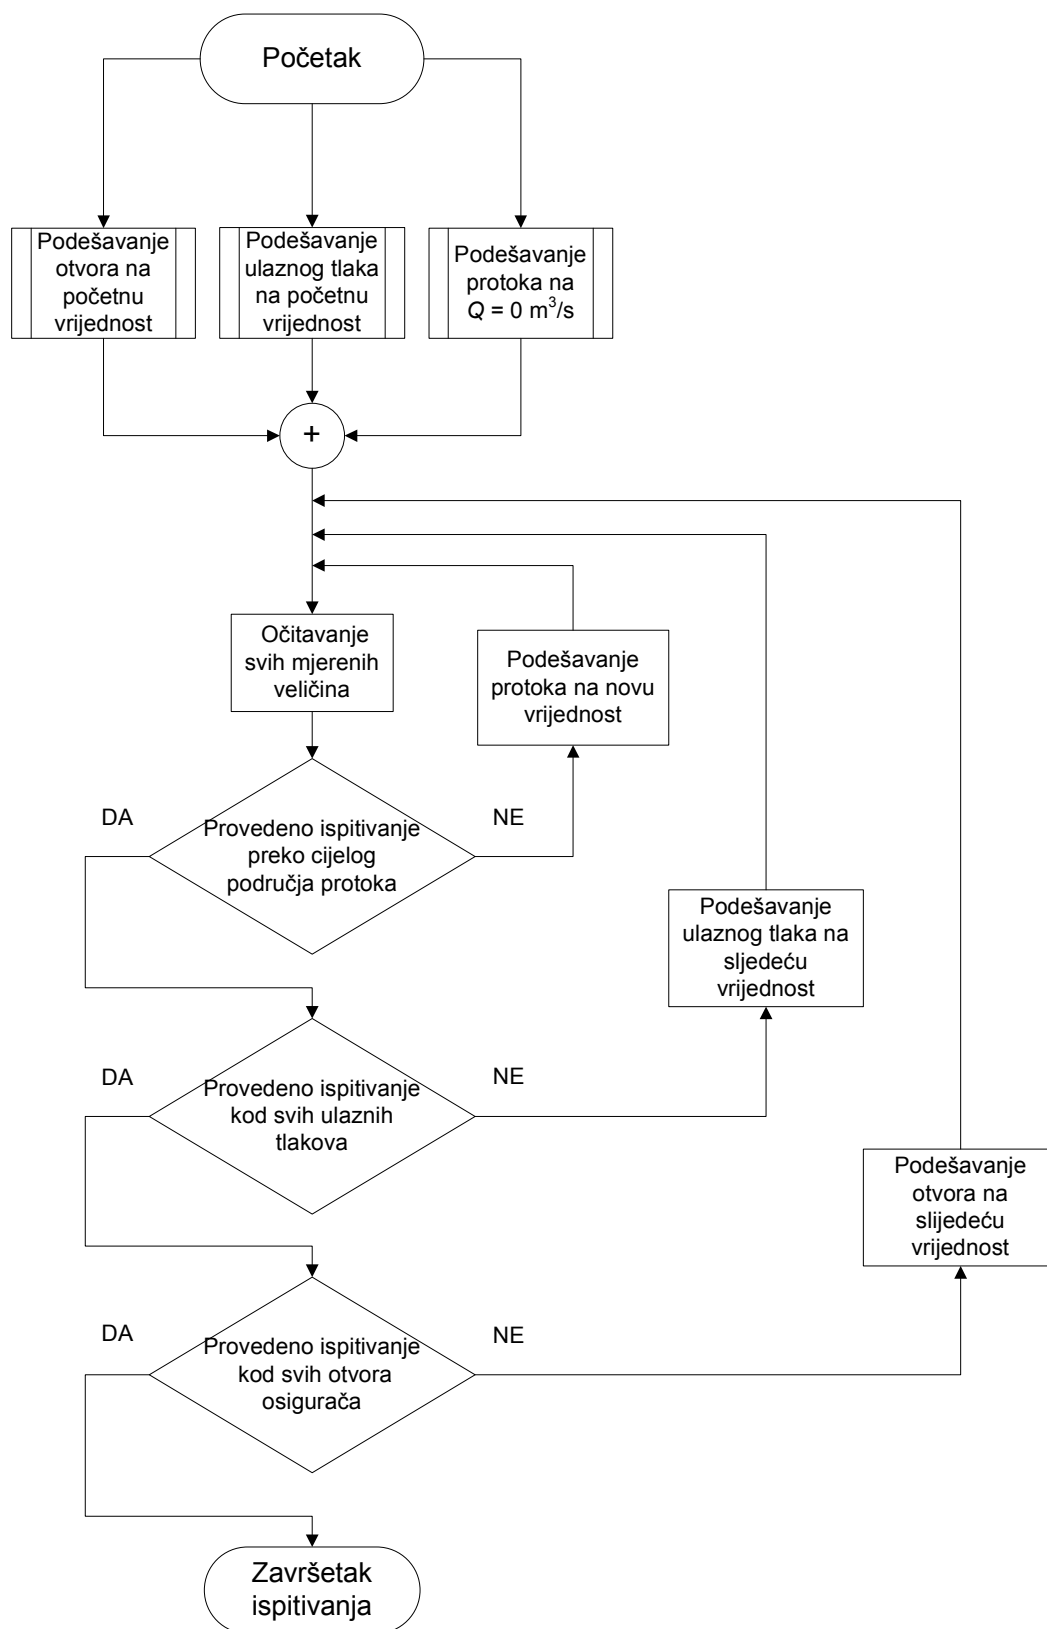 Početak
Podešavanje
otvora na
početnu
vrijednost
Podešavanje
ulaznog tlaka
na početnu
vrijednost
Podešavanje
protoka na
Q = 0 m³/s
+
Očitavanje
svih mjerenih
veličina
Podešavanje
protoka na novu
vrijednost
DA
Provedeno ispitivanje
preko cijelog
područja protoka
NE
Podešavanje
ulaznog tlaka na
sljedeću
vrijednost
DA
Provedeno ispitivanje
kod svih ulaznih
tlakova
NE
Podešavanje
otvora na
slijedeću
vrijednost
DA
Provedeno ispitivanje
kod svih otvora
osigurača
NE
Završetak
ispitivanja